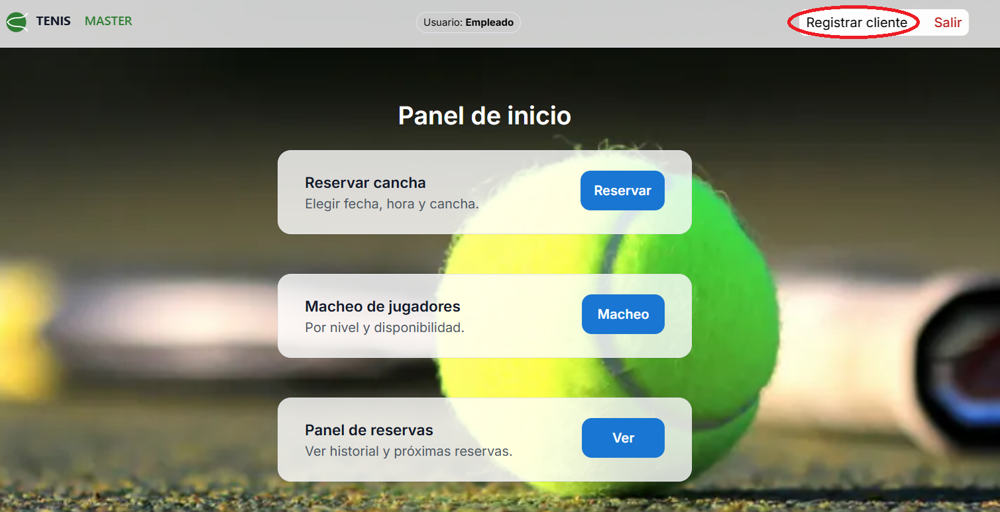 TENIS MASTER
Usuario: Empleado
Registrar cliente
Salir
Panel de inicio
Reservar cancha
Elegir fecha, hora y cancha.
Reservar
Macheo de jugadores
Por nivel y disponibilidad.
Macheo
Panel de reservas
Ver historial y próximas reservas.
Ver